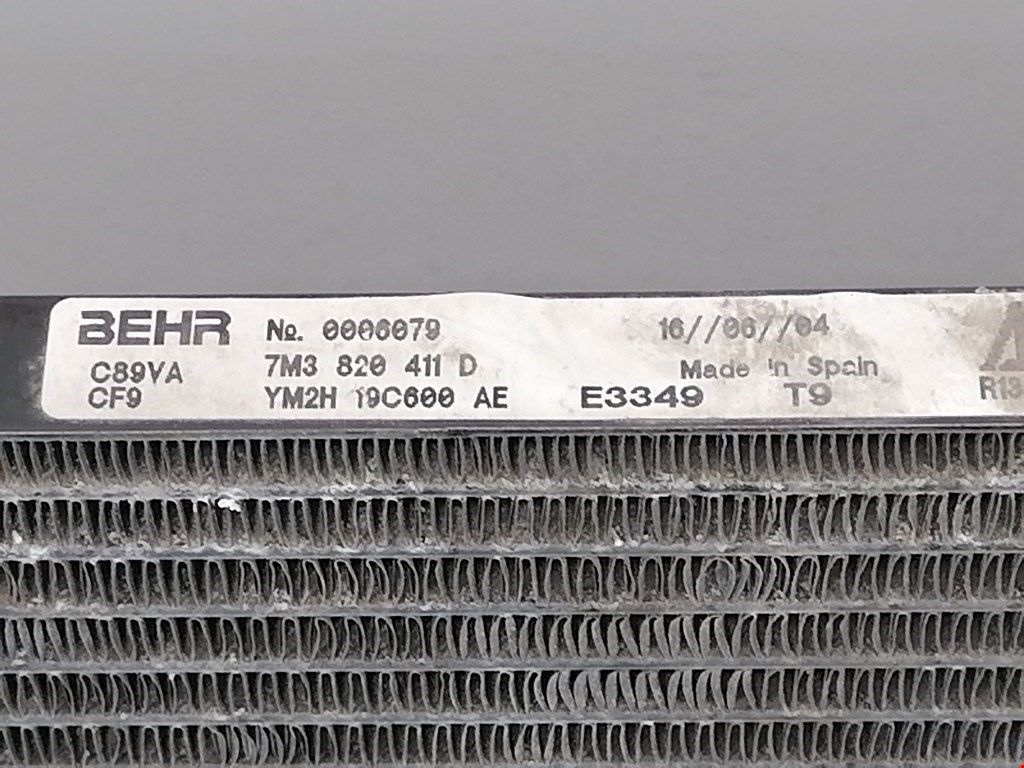 BEHR No. 0006079 16//06//04
C89VA 7M3 820 411 D Made in Spain
CF9 YM2H 19C600 AE E3349 T9